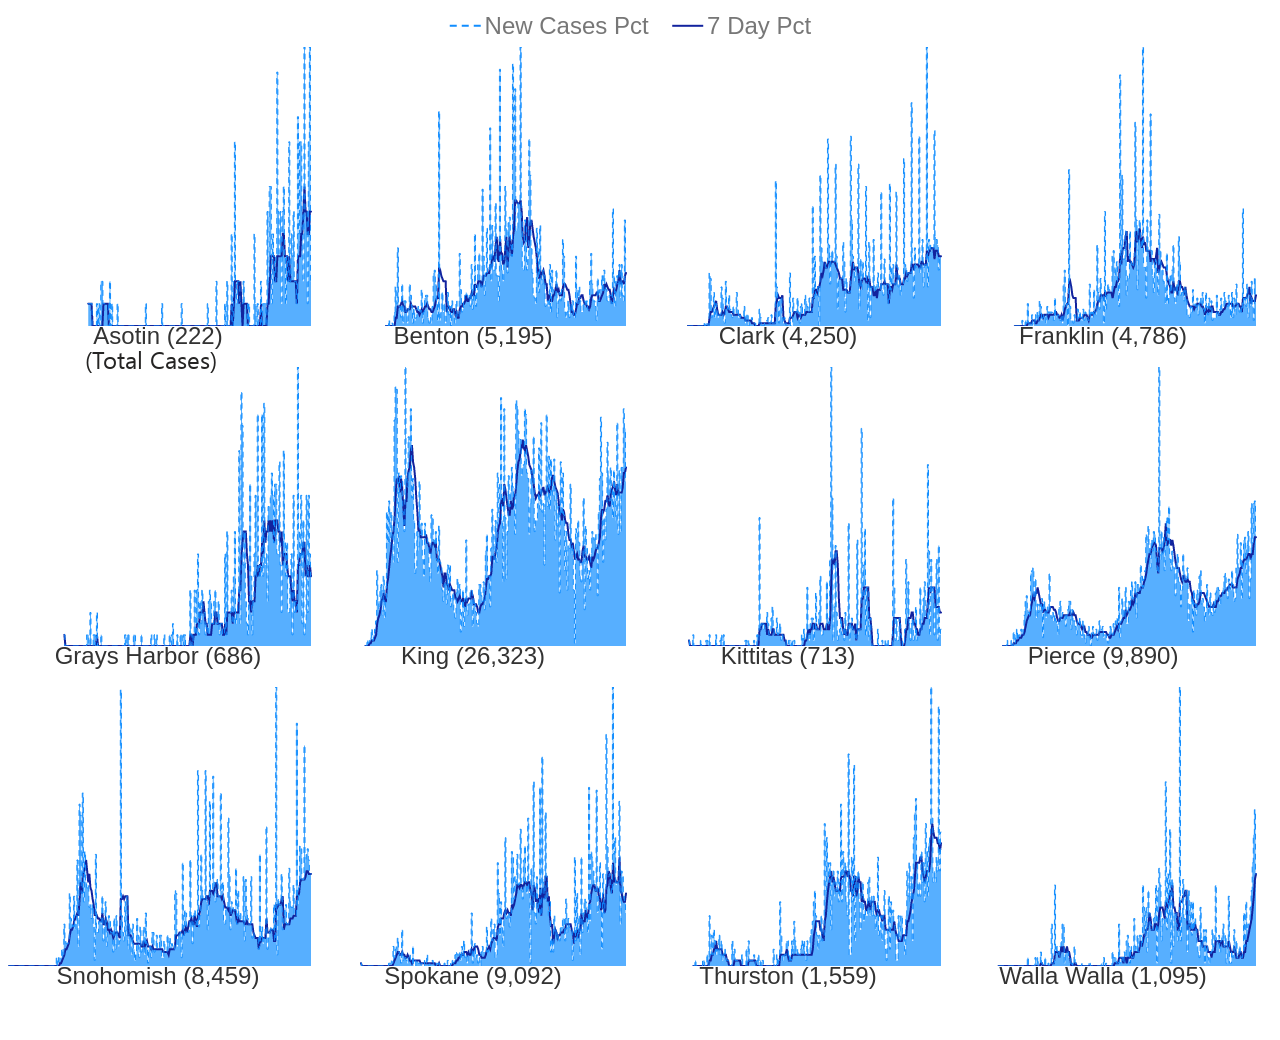 New Cases Pct 7 Day Pct
Asotin (222) Benton (5,195) Clark (4,250) Franklin (4,786)
(Total Cases)
Grays Harbor (686) King (26,323) Kittitas (713) Pierce (9,890)
Snohomish (8,459) Spokane (9,092) Thurston (1,559) Walla Walla (1,095)